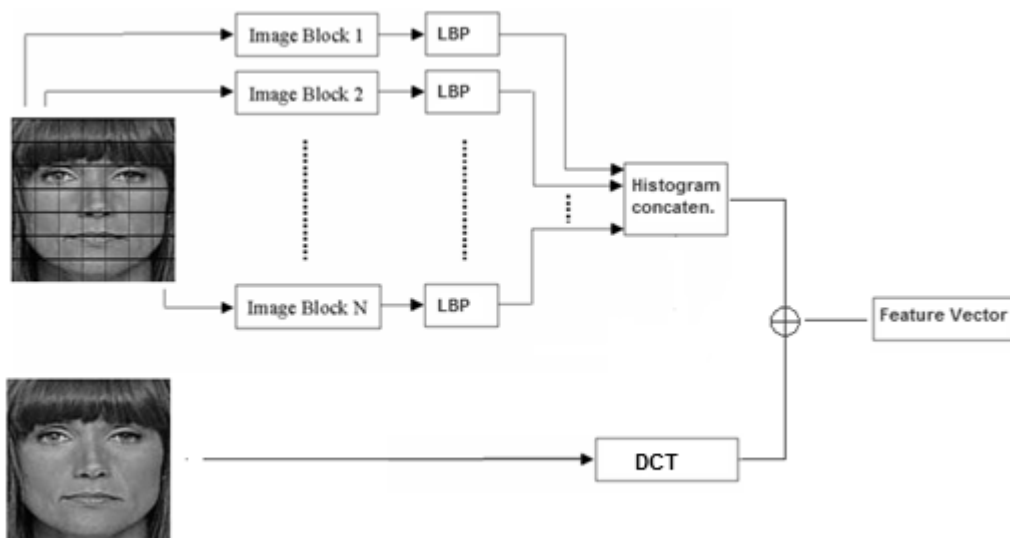 Image Block 1
LBP
Image Block 2
LBP
Histogram
concaten.
Image Block N
LBP
Feature Vector
DCT